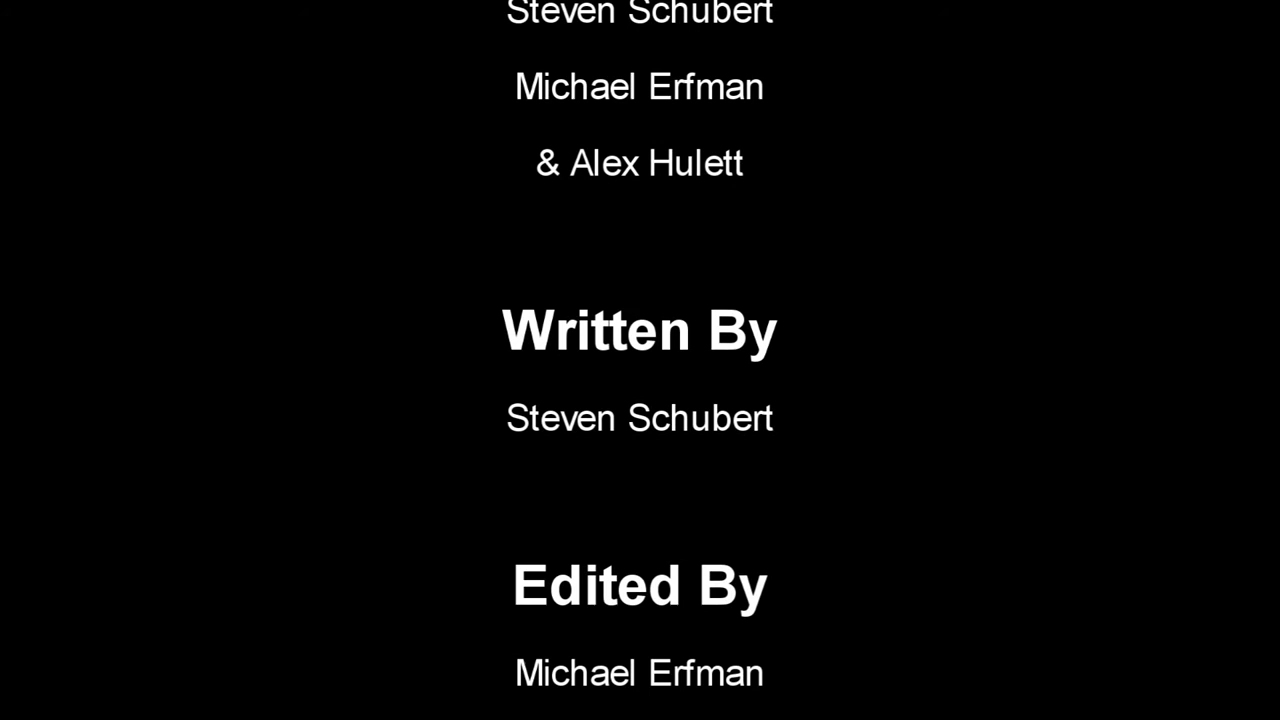 Steven Schubert
Michael Erfman
& Alex Hulett
Written By
Steven Schubert
Edited By
Michael Erfman